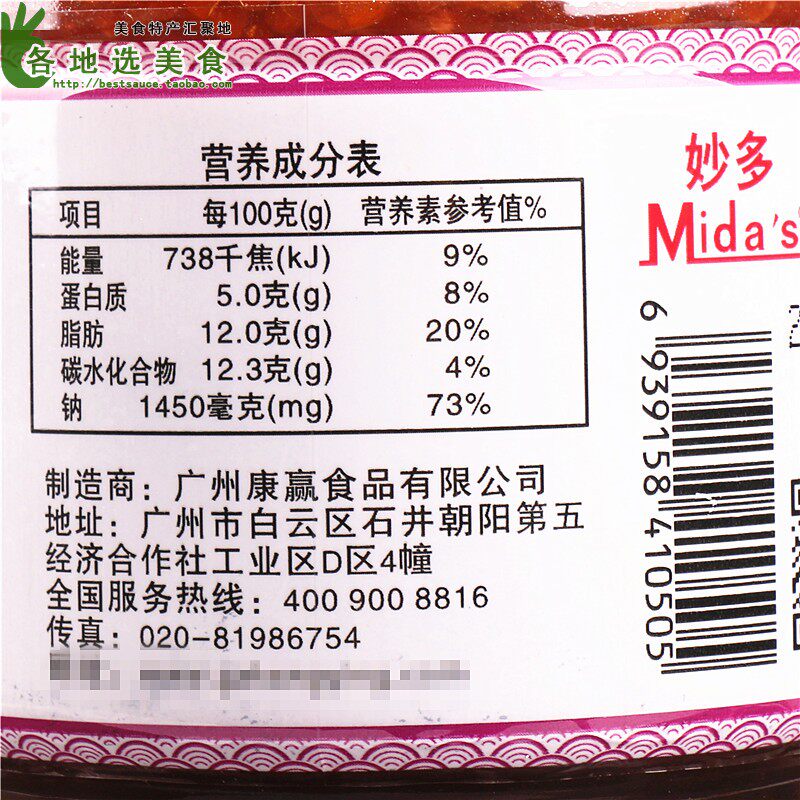 美食特产汇聚地
各地选美食
http://bestsauce.taobao.com
营养成分表
项目 每100克(g) 营养素参考值%
能量 738千焦(kJ) 9%
蛋白质 5.0克(g) 8%
脂肪 12.0克(g) 20%
碳水化合物 12.3克(g) 4%
钠 1450毫克(mg) 73%
制造商：广州康赢食品有限公司
地址：广州市白云区石井朝阳第五
经济合作社工业区D区4幢
全国服务热线：400 900 8816
传真：020-81986754
妙多
Mida's
6 939158 410505